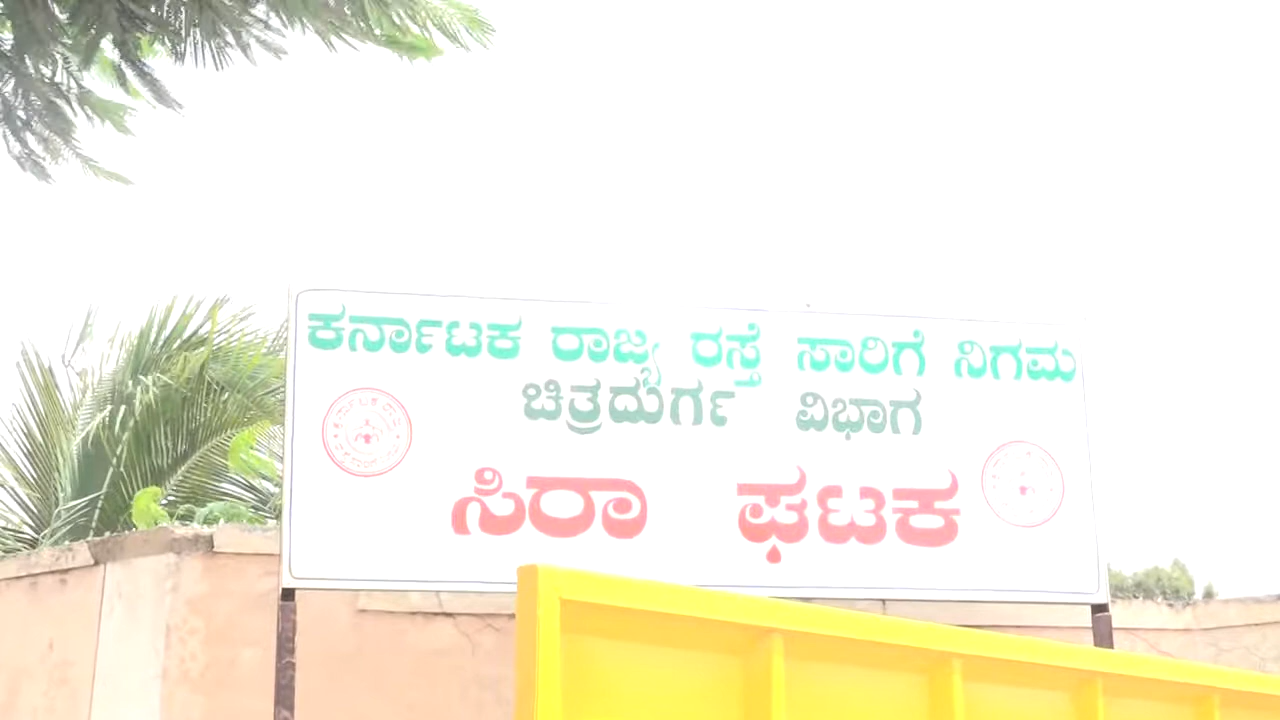 ಕರ್ನಾಟಕ ರಾಜ್ಯ ರಸ್ತೆ ಸಾರಿಗೆ ನಿಗಮ
ಚಿತ್ರದುರ್ಗ ವಿಭಾಗ
ಸಿರಾ ಘಟಕ